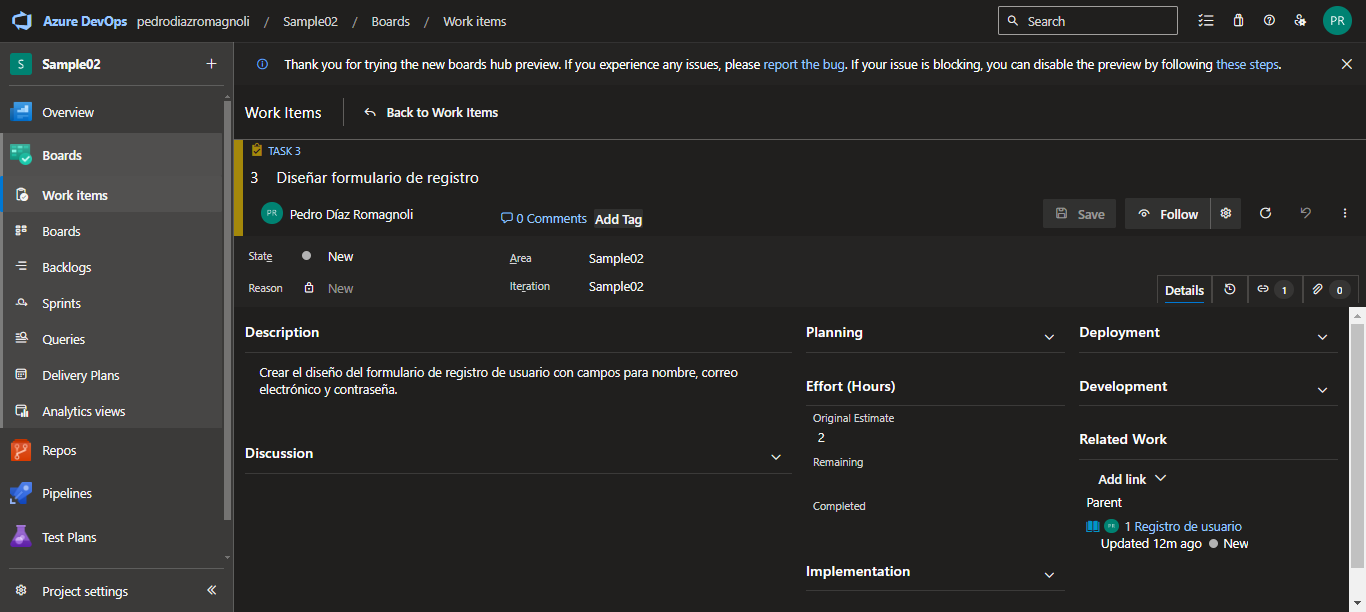 Azure DevOps pedrodiazromagnoli / Sample02 / Boards / Work items
Search
PR
S Sample02 +
Thank you for trying the new boards hub preview. If you experience any issues, please report the bug. If your issue is blocking, you can disable the preview by following these steps.
Overview
Boards
Work items
Boards
Backlogs
Sprints
Queries
Delivery Plans
Analytics views
Repos
Pipelines
Test Plans
Project settings
Work Items
Back to Work Items
TASK 3
3 Diseñar formulario de registro
PR Pedro Díaz Romagnoli
0 Comments
Add Tag
Save
Follow
State New
Area Sample02
Reason New
Iteration Sample02
Details
1
0
Description
Crear el diseño del formulario de registro de usuario con campos para nombre, correo
electrónico y contraseña.
Discussion
Planning
Effort (Hours)
Original Estimate
2
Remaining
Completed
Implementation
Deployment
Development
Related Work
Add link
Parent
PR 1 Registro de usuario
Updated 12m ago New